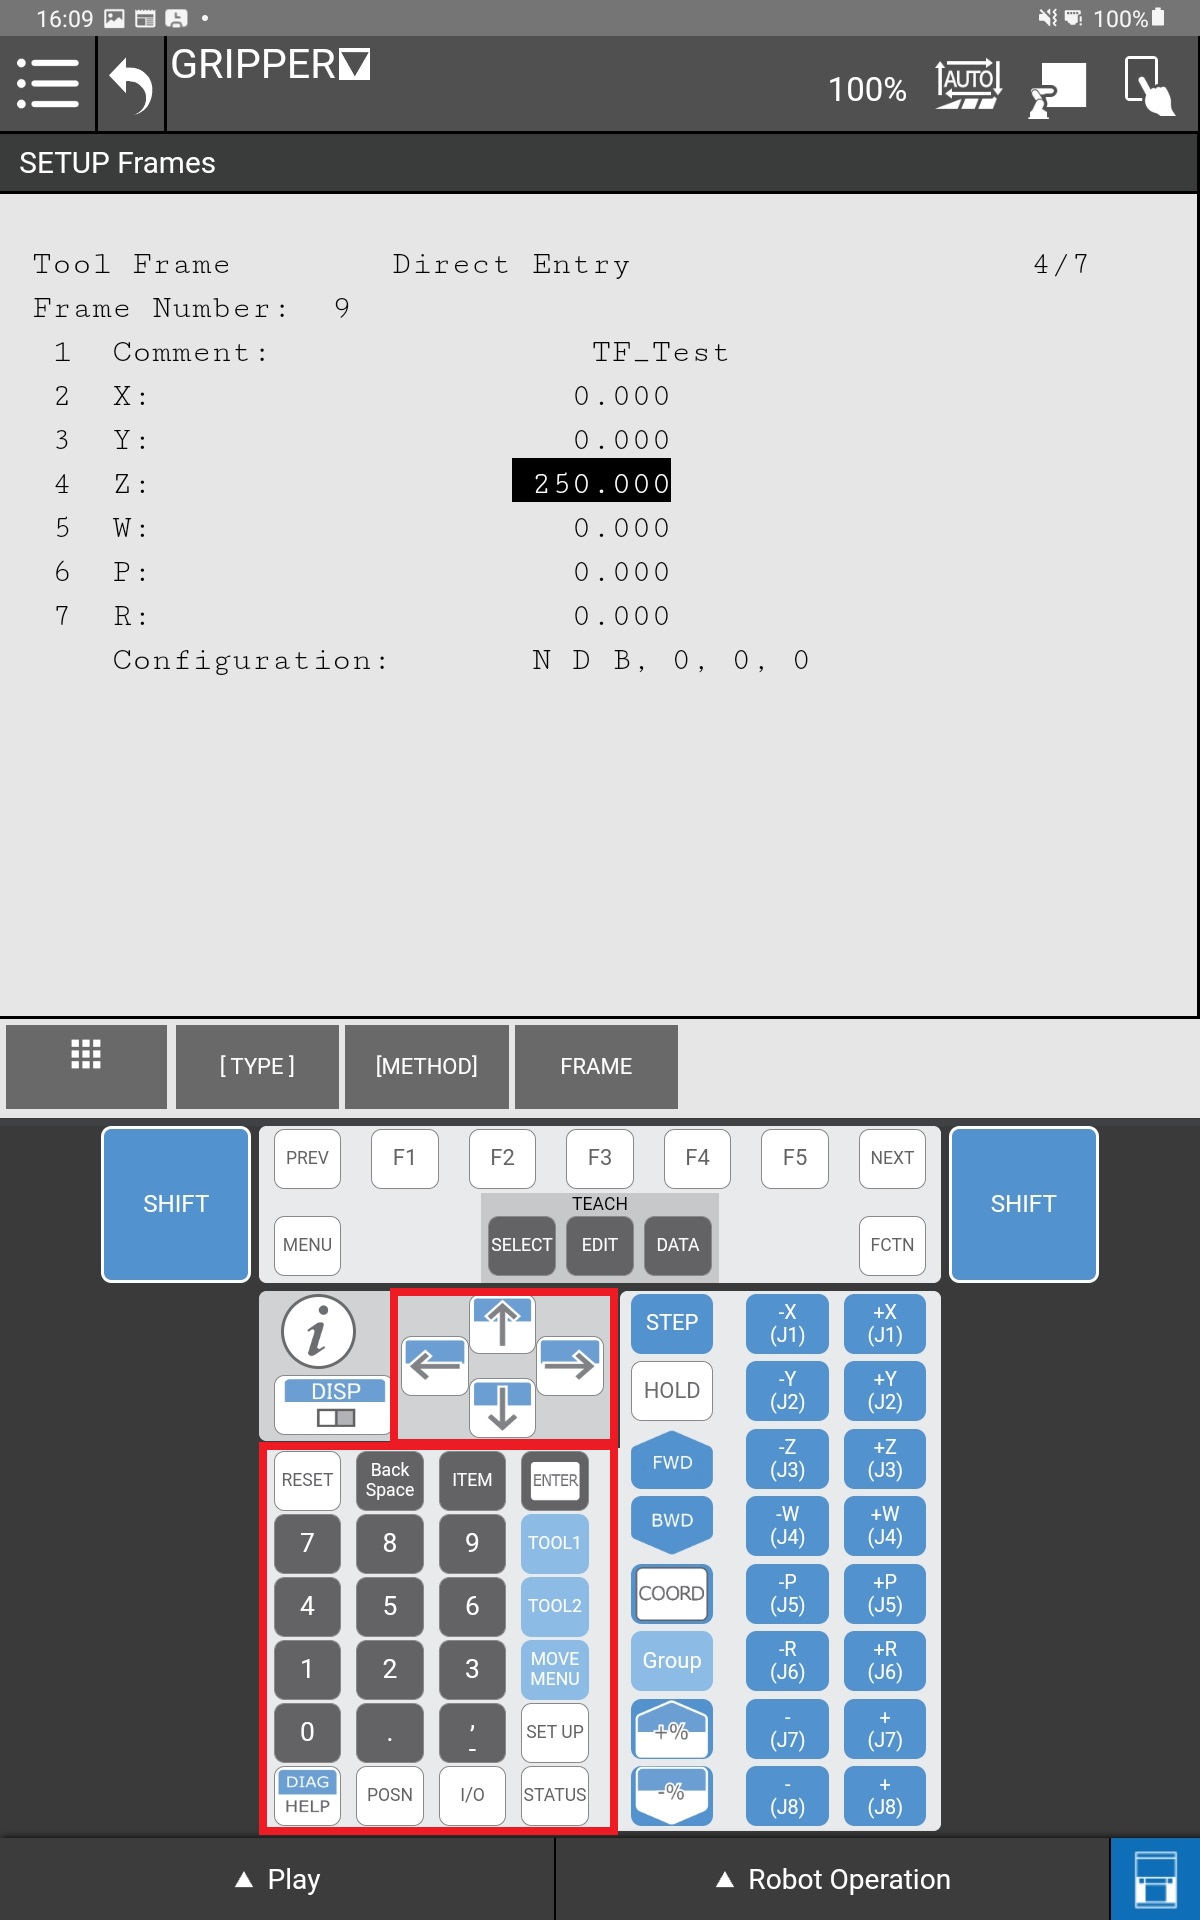 16:09 100%
GRIPPER
100% AUTO
SETUP Frames
Tool Frame Direct Entry 4/7
Frame Number: 9
1 Comment: TF_Test
2 X: 0.000
3 Y: 0.000
4 Z: 250.000
5 W: 0.000
6 P: 0.000
7 R: 0.000
Configuration: N D B, 0, 0, 0
[ TYPE ] [METHOD] FRAME
SHIFT
PREV F1 F2 F3 F4 F5 NEXT
SHIFT
TEACH
MENU SELECT EDIT DATA FCTN
i
DISP
RESET Back Space ITEM ENTER
7 8 9 TOOL1
4 5 6 TOOL2
1 2 3 MOVE MENU
0 . , - SET UP
DIAG HELP POSN I/O STATUS
STEP -X (J1) +X (J1)
HOLD -Y (J2) +Y (J2)
FWD -Z (J3) +Z (J3)
BWD -W (J4) +W (J4)
COORD -P (J5) +P (J5)
Group -R (J6) +R (J6)
+% - (J7) + (J7)
-% - (J8) + (J8)
Play Robot Operation